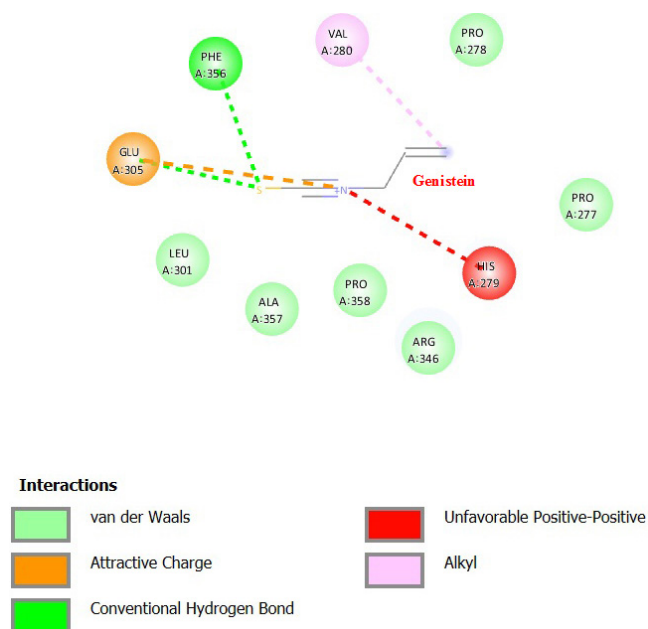 VAL
A:280
PRO
A:278
PHE
A:356
GLU
A:305
S
+N
Genistein
PRO
A:277
LEU
A:301
HIS
A:279
PRO
A:358
ALA
A:357
ARG
A:346
Interactions
van der Waals
Unfavorable Positive-Positive
Attractive Charge
Alkyl
Conventional Hydrogen Bond